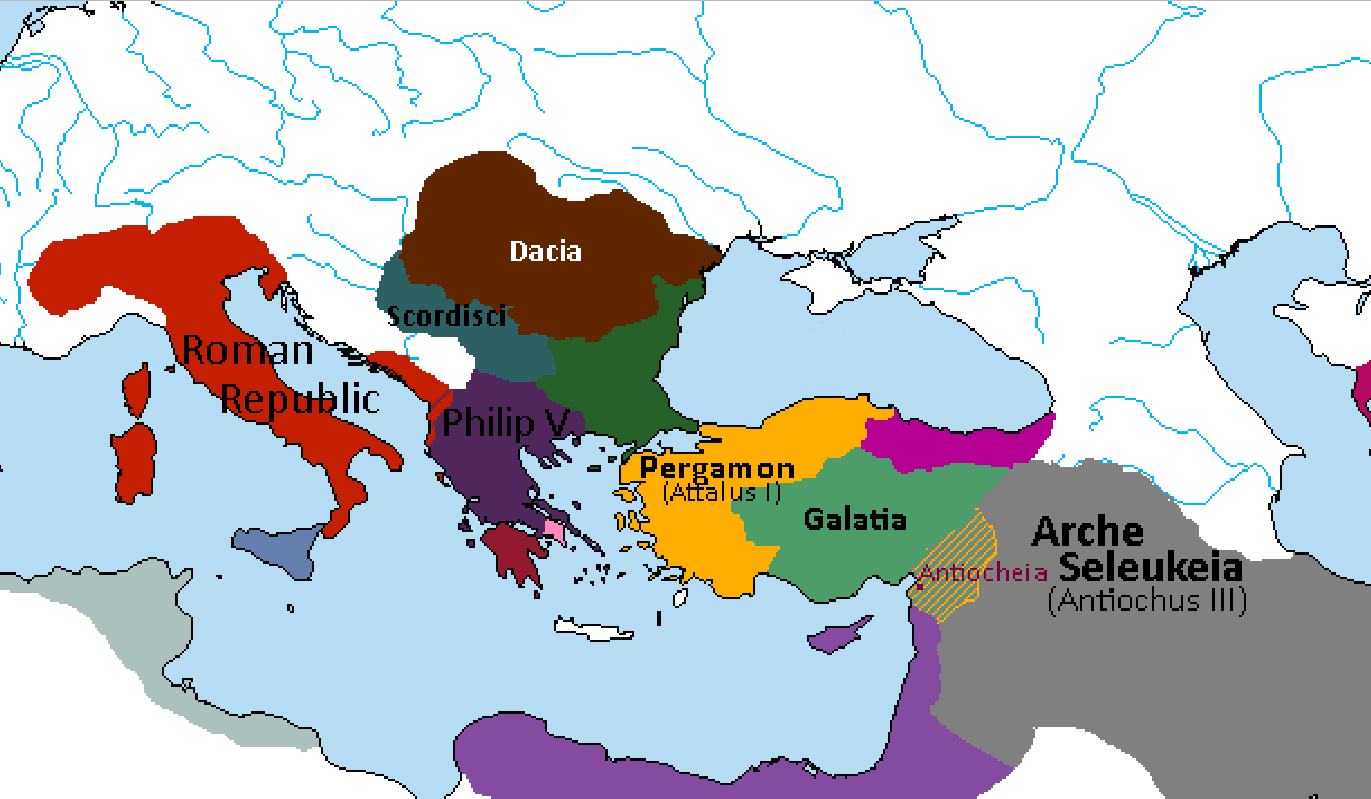 Dacia
Scordisci
Roman
Republic
Philip V
Pergamon
(Attalus I)
Galatia
Arche
Seleukeia
Antiocheia
(Antiochus III)